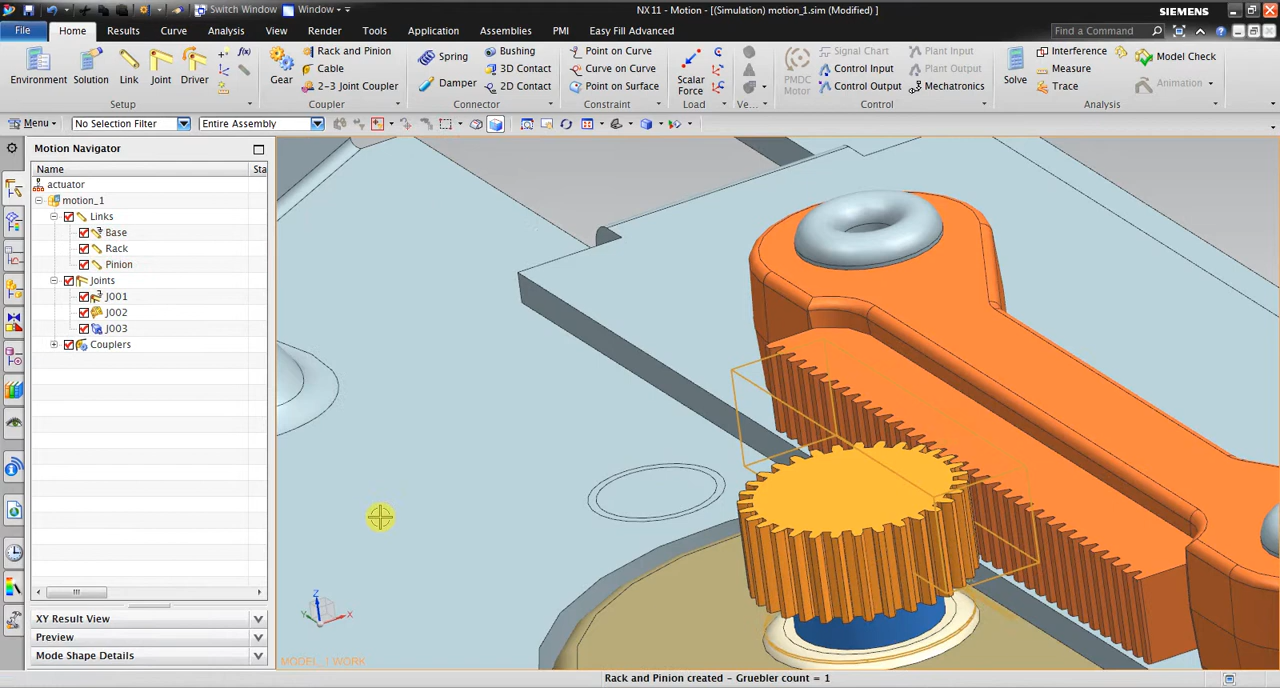 Switch Window Window
NX 11 - Motion - [(Simulation) motion_1.sim (Modified) ]
SIEMENS
File Home Results Curve Analysis View Render Tools Application Assemblies PMI Easy Fill Advanced
Find a Command
Environment Solution Link Joint Driver
Setup
f(x)
Gear
Rack and Pinion
Cable
2-3 Joint Coupler
Coupler
Spring
Damper
Bushing
3D Contact
2D Contact
Connector
Point on Curve
Curve on Curve
Point on Surface
Constraint
Scalar
Force
Load
Ve...
PMDC
Motor
Signal Chart
Control Input
Control Output
Plant Input
Plant Output
Mechatronics
Control
Solve
Interference
Measure
Trace
Model Check
Animation
Analysis
Menu No Selection Filter Entire Assembly
Motion Navigator
Name Sta
actuator
motion_1
Links
Base
Rack
Pinion
Joints
J001
J002
J003
Couplers
XY Result View
Preview
Mode Shape Details
Z
Y
X
Rack and Pinion created - Gruebler count = 1